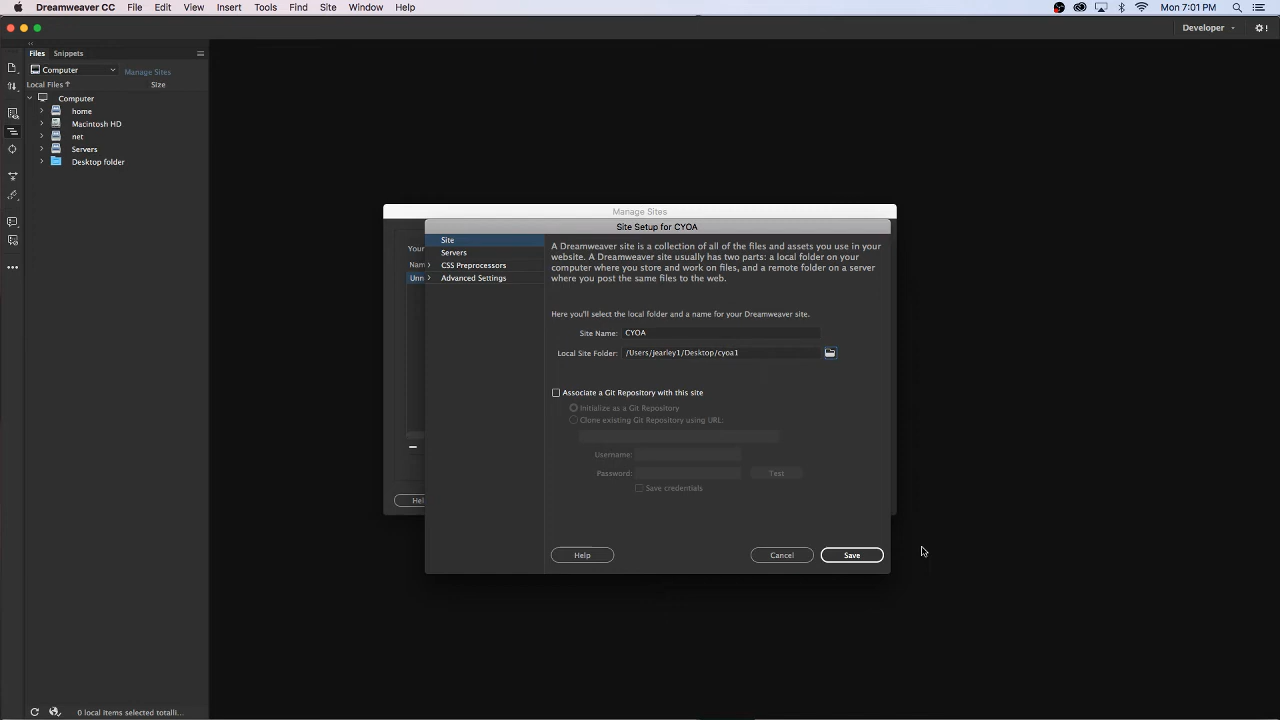 Dreamweaver CC File Edit View Insert Tools Find Site Window Help Mon 7:01 PM
Developer
Files Snippets
Computer Manage Sites
Local Files Size
Computer
home
Macintosh HD
net
Servers
Desktop folder
Manage Sites
Site Setup for CYOA
Your
Nam
Unn
Hel
Site
Servers
CSS Preprocessors
Advanced Settings
A Dreamweaver site is a collection of all of the files and assets you use in your
website. A Dreamweaver site usually has two parts: a local folder on your
computer where you store and work on files, and a remote folder on a server
where you post the same files to the web.
Here you'll select the local folder and a name for your Dreamweaver site.
Site Name: CYOA
Local Site Folder: /Users/jearley1/Desktop/cyoa1
Associate a Git Repository with this site
Initialize as a Git Repository
Clone existing Git Repository using URL:
Username:
Password: Test
Save credentials
Help Cancel Save
0 local items selected totalli...